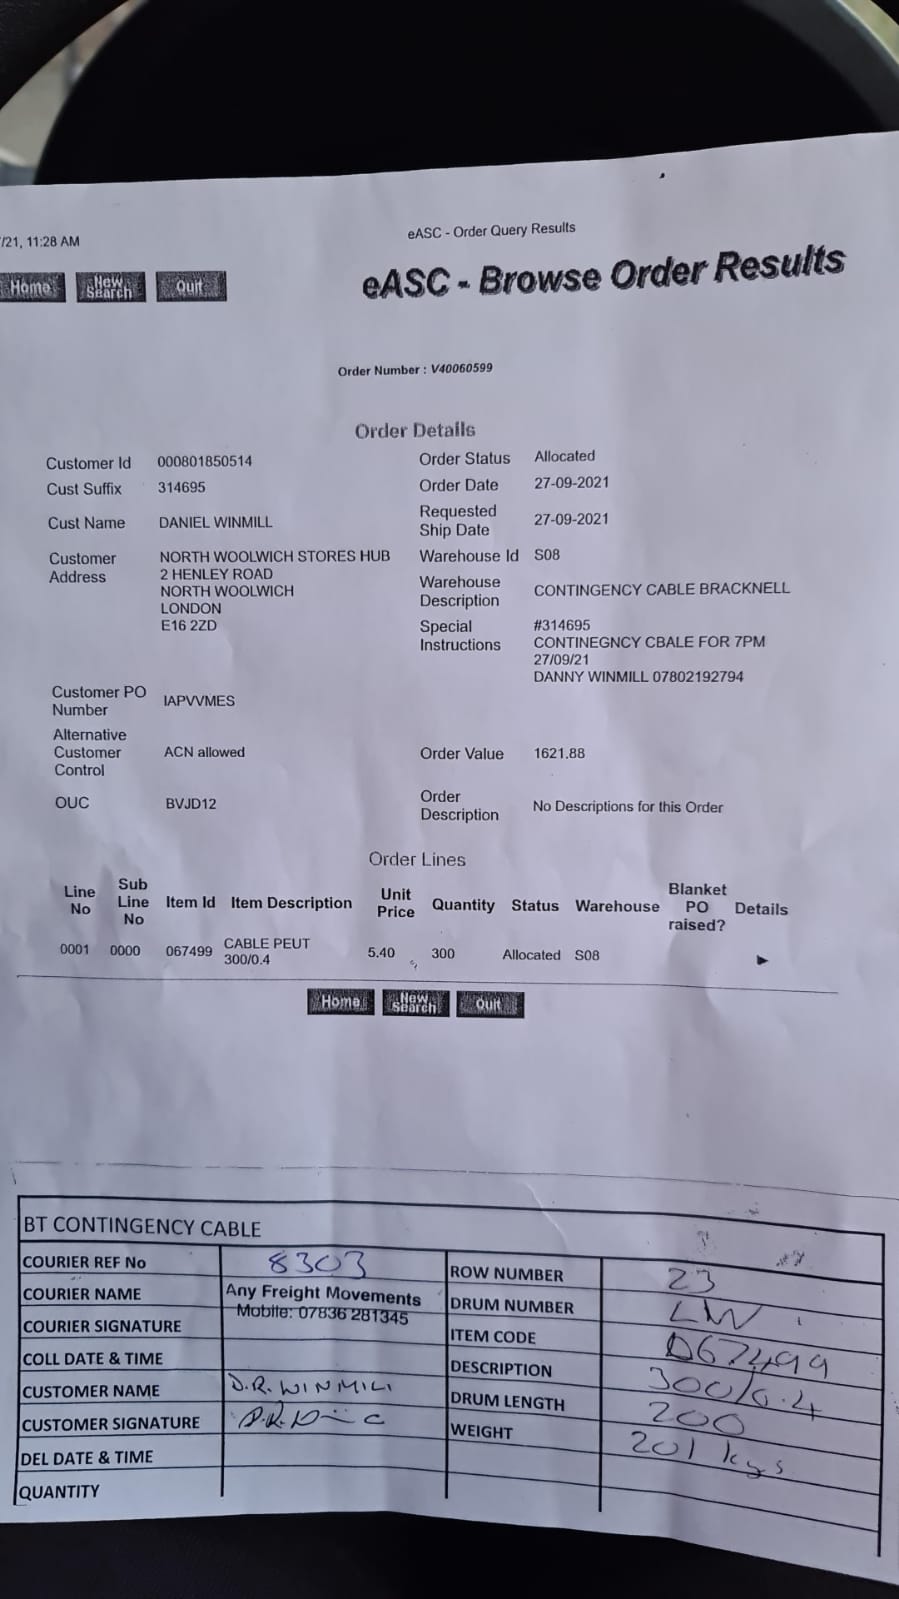 /21, 11:28 AM
eASC - Order Query Results
Home New Search Quit
eASC - Browse Order Results
Order Number : V40060599
Order Details
Customer Id 000801850514 Order Status Allocated
Cust Suffix 314695 Order Date 27-09-2021
Cust Name DANIEL WINMILL Requested Ship Date 27-09-2021
Customer Address NORTH WOOLWICH STORES HUB Warehouse Id S08
2 HENLEY ROAD
NORTH WOOLWICH
LONDON
E16 2ZD
Warehouse Description CONTINGENCY CABLE BRACKNELL
Special Instructions #314695
CONTINEGNCY CBALE FOR 7PM
27/09/21
DANNY WINMILL 07802192794
Customer PO Number IAPVVMES
Alternative Customer Control ACN allowed Order Value 1621.88
OUC BVJD12 Order Description No Descriptions for this Order
Order Lines
Line No Sub Line No Item Id Item Description Unit Price Quantity Status Warehouse Blanket PO raised? Details
0001 0000 067499 CABLE PEUT 300/0.4 5.40 300 Allocated S08
Home New Search Quit
BT CONTINGENCY CABLE
COURIER REF No 8303
COURIER NAME Any Freight Movements
Mobile: 07836 281345
COURIER SIGNATURE
COLL DATE & TIME
CUSTOMER NAME D.R. WINMILL
CUSTOMER SIGNATURE
DEL DATE & TIME
QUANTITY
ROW NUMBER 23
DRUM NUMBER LW
ITEM CODE 067499
DESCRIPTION 300/0.4
DRUM LENGTH 200
WEIGHT 201 kgs